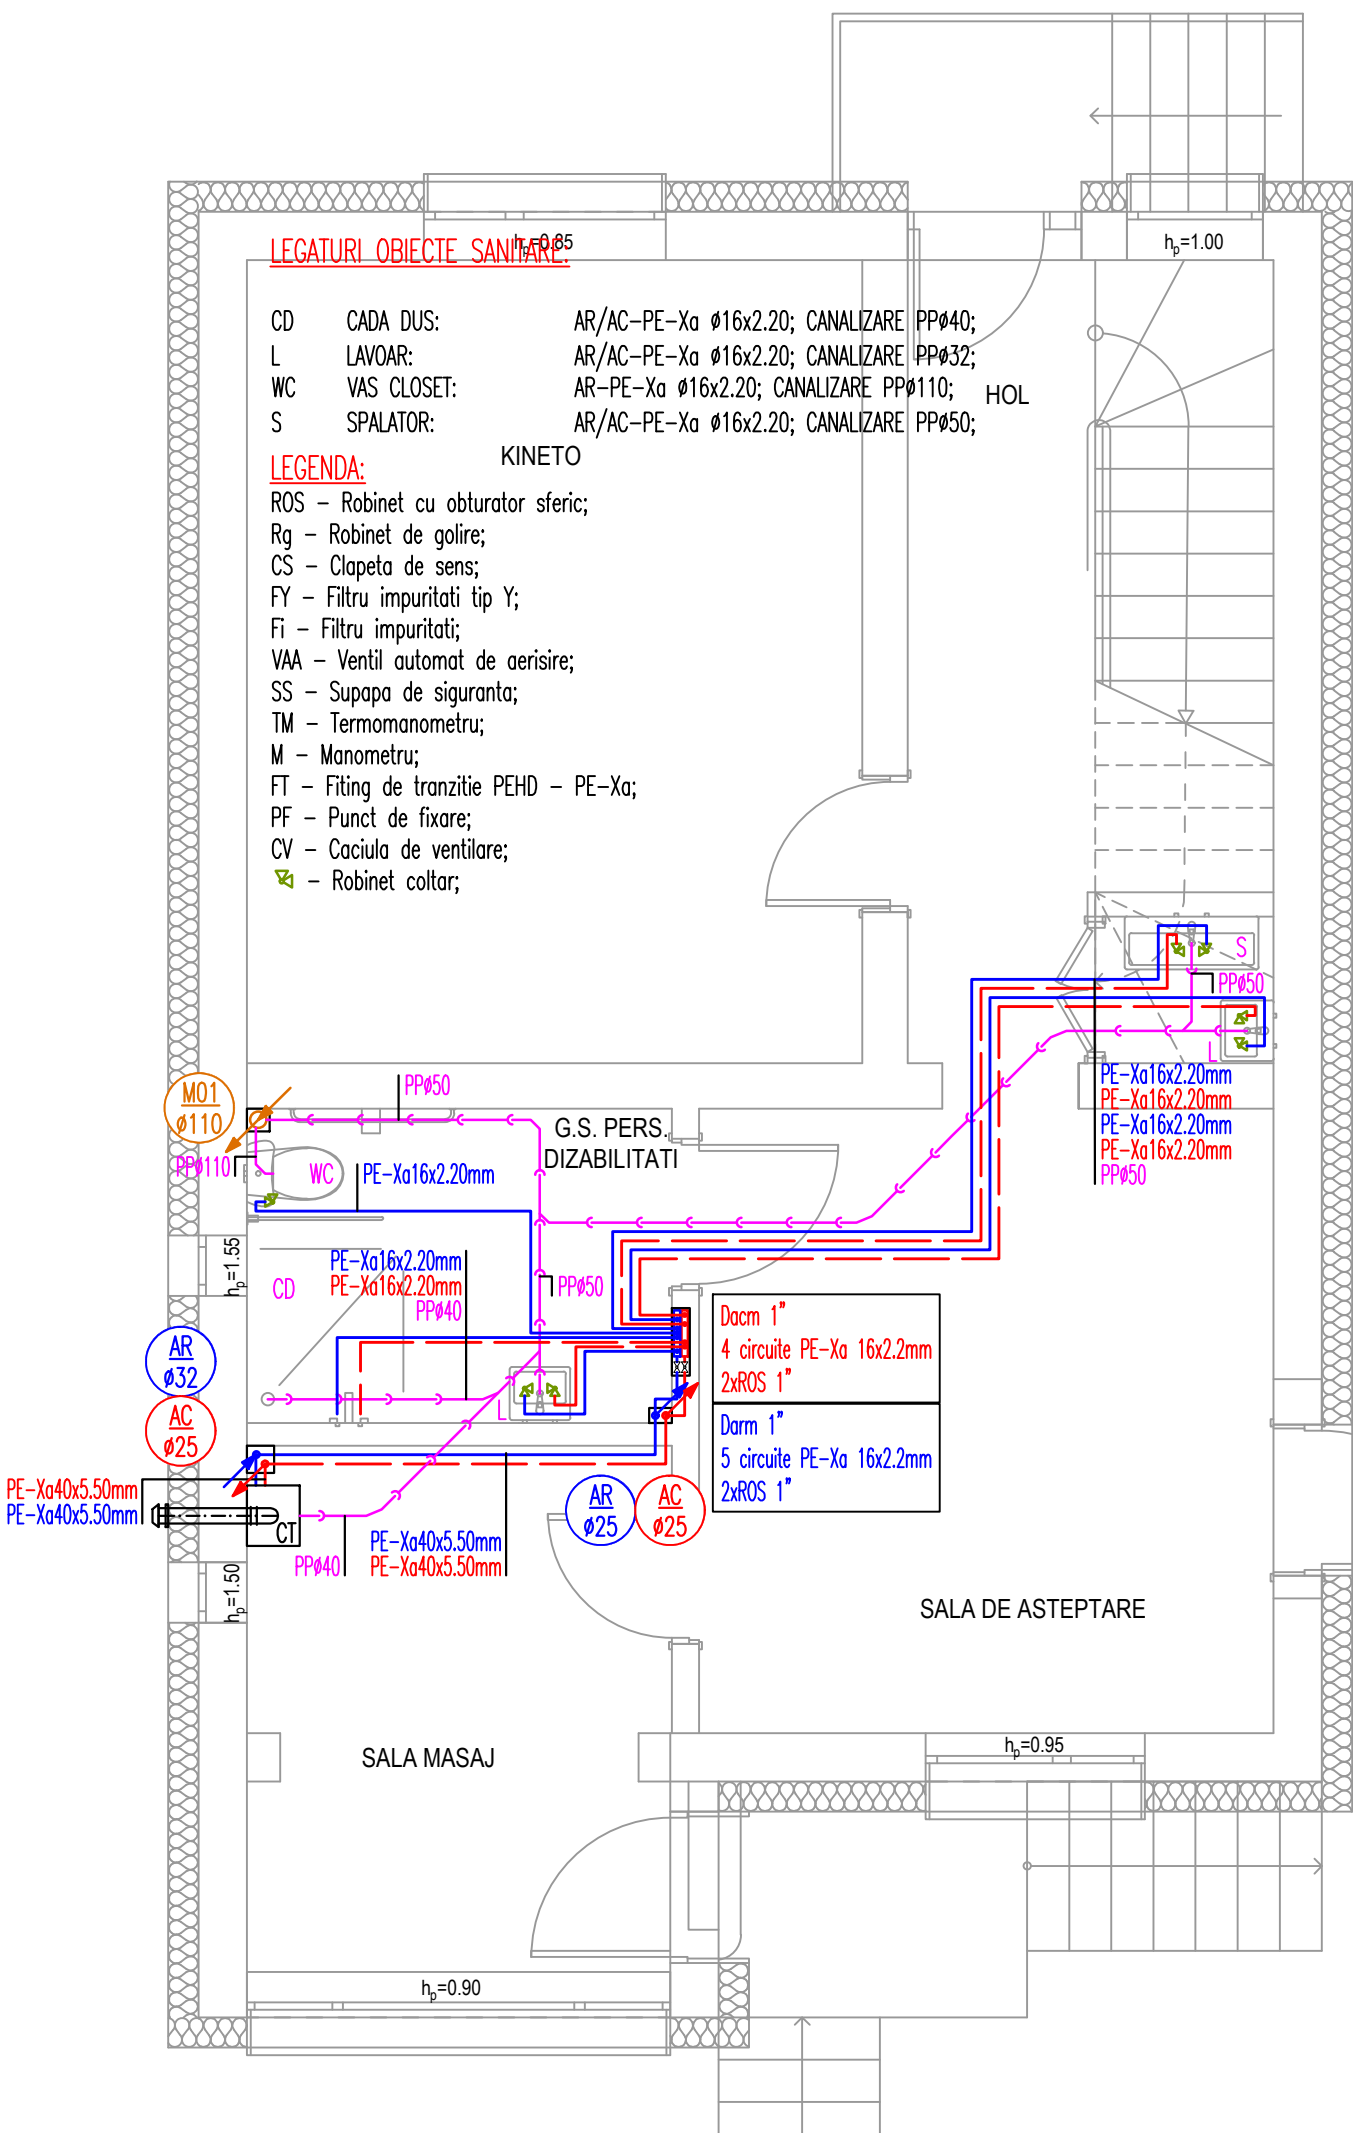 h_p=0.85
h_p=1.00
LEGATURI OBIECTE SANITARE:
CD CADA DUS: AR/AC-PE-Xa ø16x2.20; CANALIZARE PPø40;
L LAVOAR: AR/AC-PE-Xa ø16x2.20; CANALIZARE PPø32;
WC VAS CLOSET: AR-PE-Xa ø16x2.20; CANALIZARE PPø110;
S SPALATOR: AR/AC-PE-Xa ø16x2.20; CANALIZARE PPø50;
HOL
KINETO
LEGENDA:
ROS - Robinet cu obturator sferic;
Rg - Robinet de golire;
CS - Clapeta de sens;
FY - Filtru impuritati tip Y;
Fi - Filtru impuritati;
VAA - Ventil automat de aerisire;
SS - Supapa de siguranta;
TM - Termomanometru;
M - Manometru;
FT - Fiting de tranzitie PEHD - PE-Xa;
PF - Punct de fixare;
CV - Caciula de ventilare;
- Robinet coltar;
S
PPø50
L
PE-Xa16x2.20mm
PE-Xa16x2.20mm
PE-Xa16x2.20mm
PE-Xa16x2.20mm
PPø50
M01
ø110
PPø50
G.S. PERS.
DIZABILITATI
PPø110
WC
PE-Xa16x2.20mm
h_p=1.55
PE-Xa16x2.20mm
PE-Xa16x2.20mm
PPø40
CD
PPø50
AR
ø32
AC
ø25
L
Dacm 1"
4 circuite PE-Xa 16x2.2mm
2xROS 1"
Darm 1"
5 circuite PE-Xa 16x2.2mm
2xROS 1"
PE-Xa40x5.50mm
PE-Xa40x5.50mm
CT
AR
ø25
AC
ø25
PPø40
PE-Xa40x5.50mm
PE-Xa40x5.50mm
h_p=1.50
SALA DE ASTEPTARE
SALA MASAJ
h_p=0.95
h_p=0.90